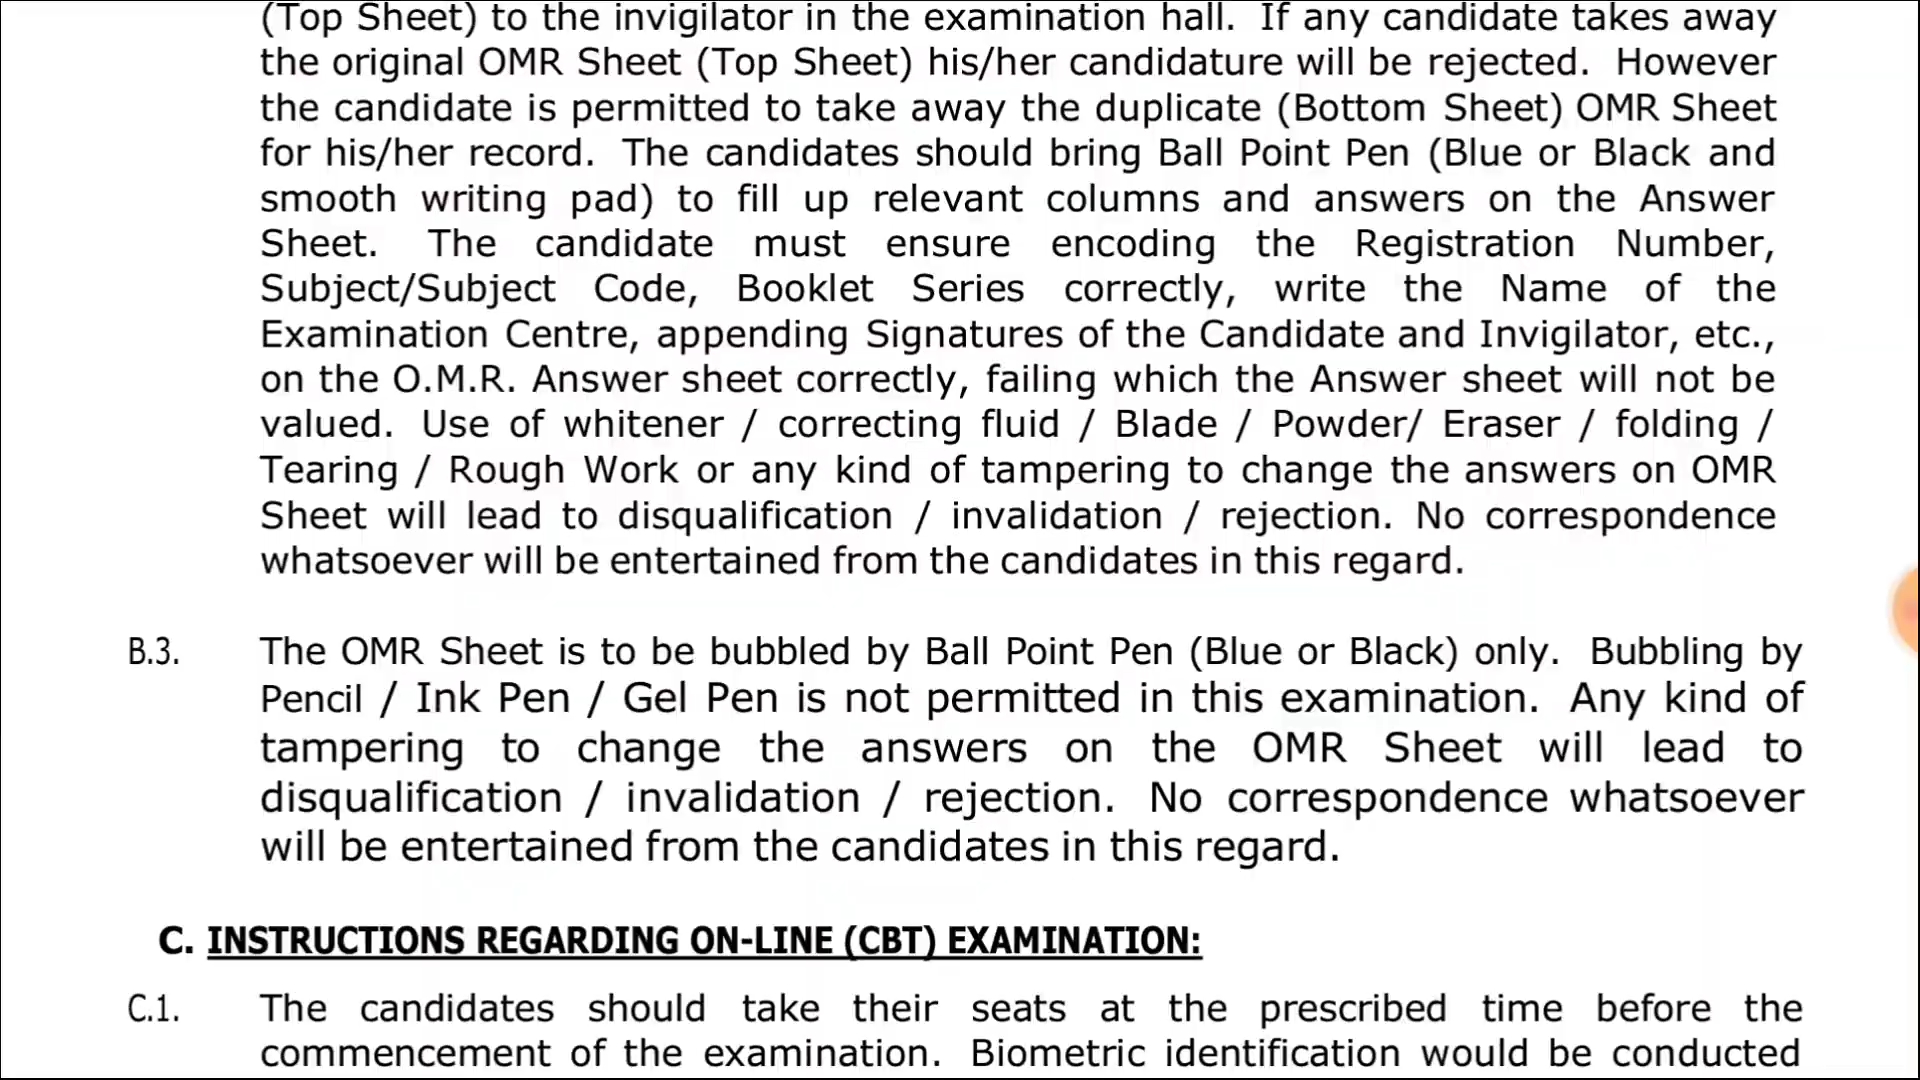 (Top Sheet) to the invigilator in the examination hall. If any candidate takes away
the original OMR Sheet (Top Sheet) his/her candidature will be rejected. However
the candidate is permitted to take away the duplicate (Bottom Sheet) OMR Sheet
for his/her record. The candidates should bring Ball Point Pen (Blue or Black and
smooth writing pad) to fill up relevant columns and answers on the Answer
Sheet. The candidate must ensure encoding the Registration Number,
Subject/Subject Code, Booklet Series correctly, write the Name of the
Examination Centre, appending Signatures of the Candidate and Invigilator, etc.,
on the O.M.R. Answer sheet correctly, failing which the Answer sheet will not be
valued. Use of whitener / correcting fluid / Blade / Powder/ Eraser / folding /
Tearing / Rough Work or any kind of tampering to change the answers on OMR
Sheet will lead to disqualification / invalidation / rejection. No correspondence
whatsoever will be entertained from the candidates in this regard.
B.3. The OMR Sheet is to be bubbled by Ball Point Pen (Blue or Black) only. Bubbling by
Pencil / Ink Pen / Gel Pen is not permitted in this examination. Any kind of
tampering to change the answers on the OMR Sheet will lead to
disqualification / invalidation / rejection. No correspondence whatsoever
will be entertained from the candidates in this regard.
C. INSTRUCTIONS REGARDING ON-LINE (CBT) EXAMINATION:
C.1. The candidates should take their seats at the prescribed time before the
commencement of the examination. Biometric identification would be conducted